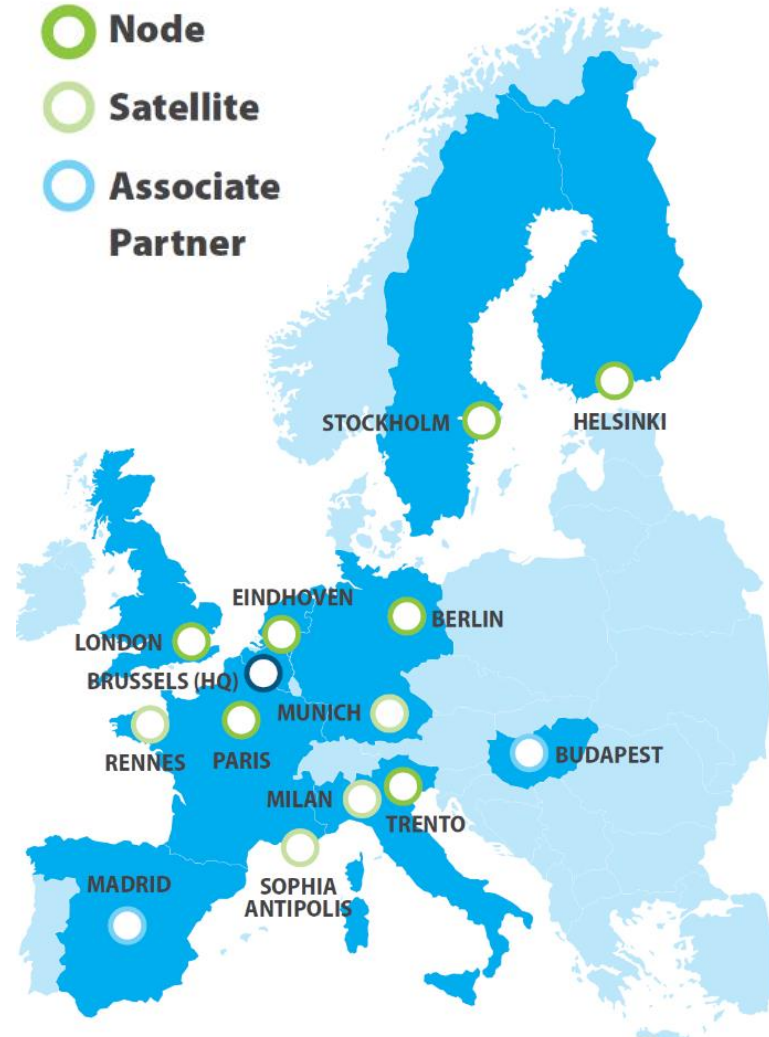 Node
Satellite
Associate
Partner
STOCKHOLM
HELSINKI
EINDHOVEN
BERLIN
LONDON
BRUSSELS (HQ)
MUNICH
RENNES
PARIS
BUDAPEST
MILAN
TRENTO
MADRID
SOPHIA
ANTIPOLIS